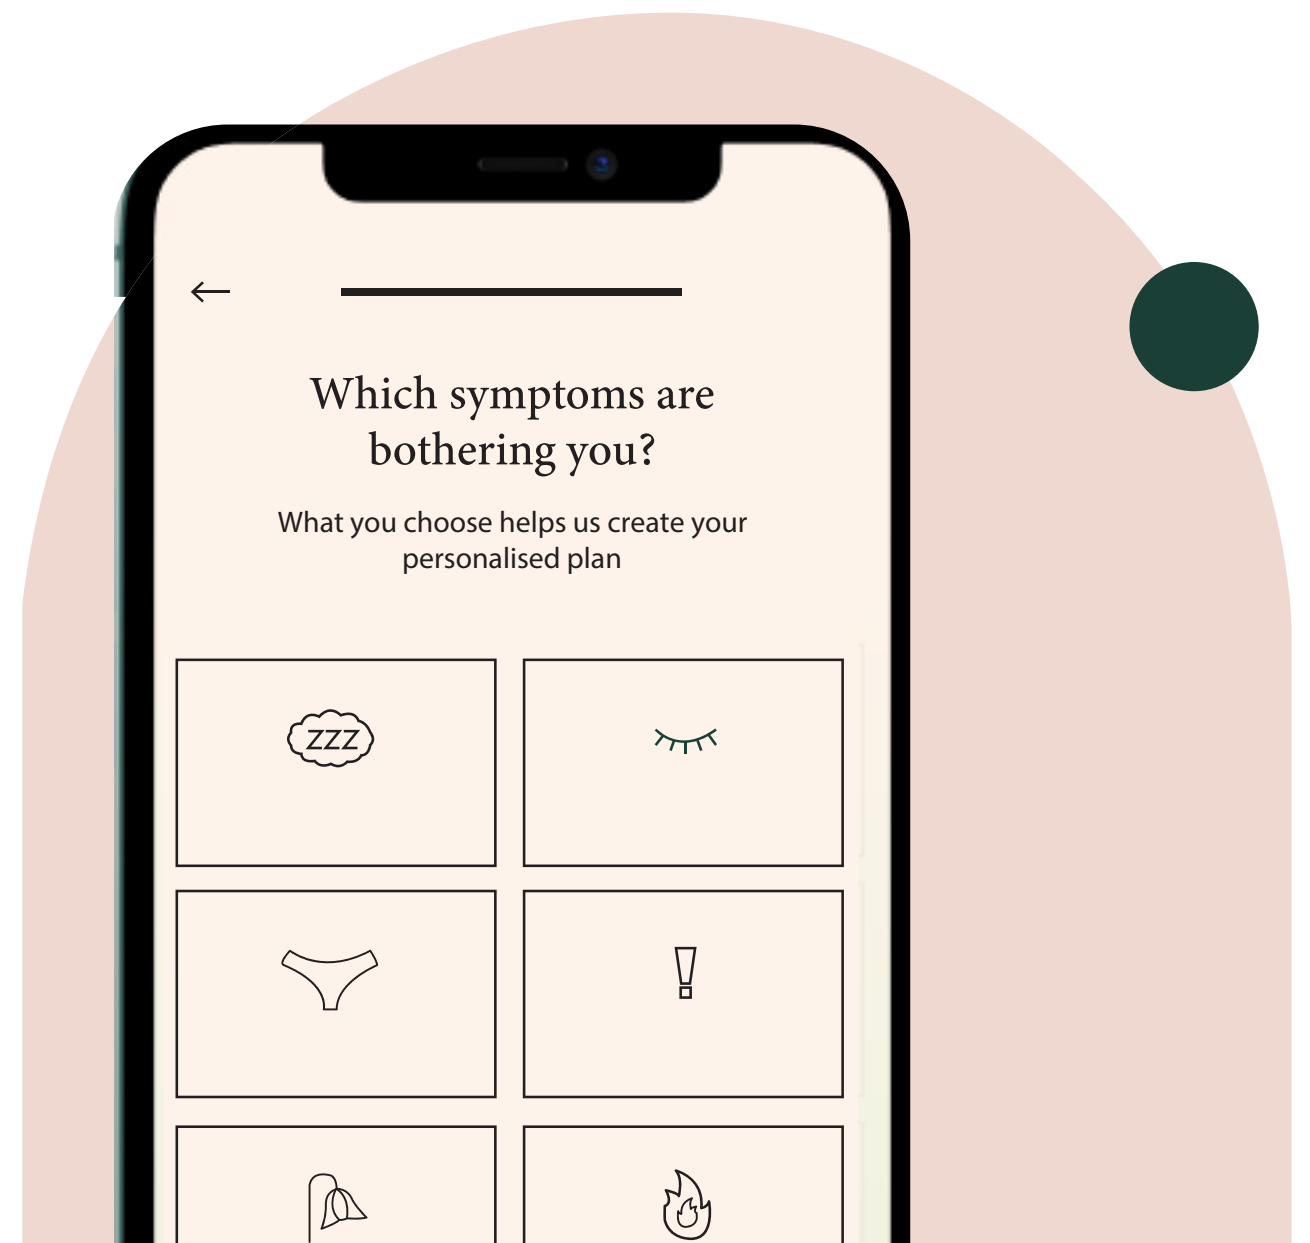 Which symptoms are
bothering you?
What you choose helps us create your
personalised plan
ZZZ